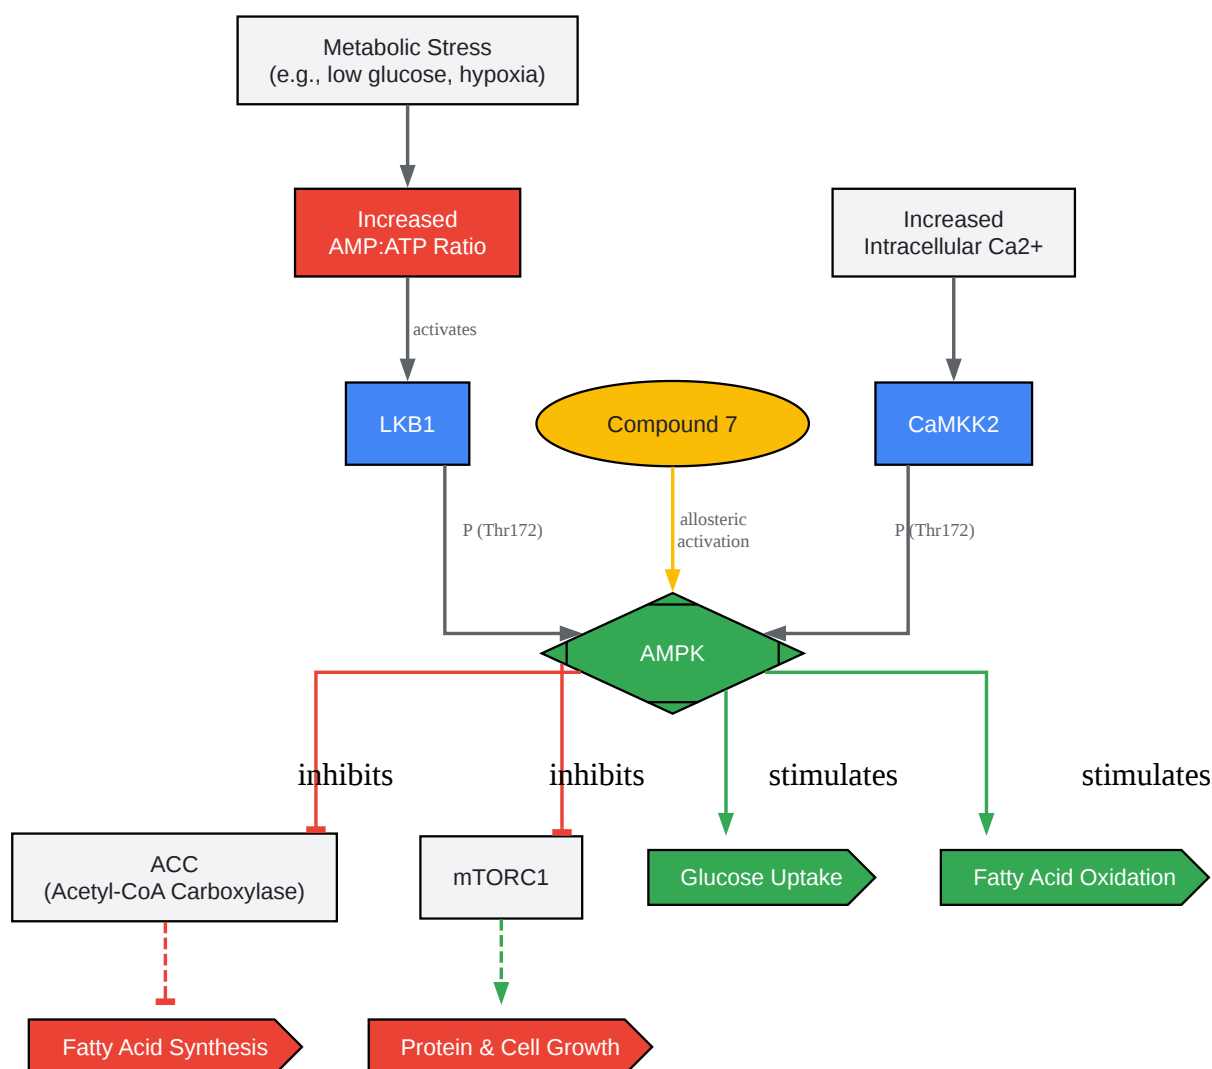 Metabolic Stress
(e.g., low glucose, hypoxia)
Increased
AMP:ATP Ratio
Increased
Intracellular Ca2+
activates
LKB1
Compound 7
CaMKK2
P (Thr172)
allosteric
activation
P (Thr172)
AMPK
inhibits
inhibits
stimulates
stimulates
ACC
(Acetyl-CoA Carboxylase)
mTORC1
Glucose Uptake
Fatty Acid Oxidation
Fatty Acid Synthesis
Protein & Cell Growth